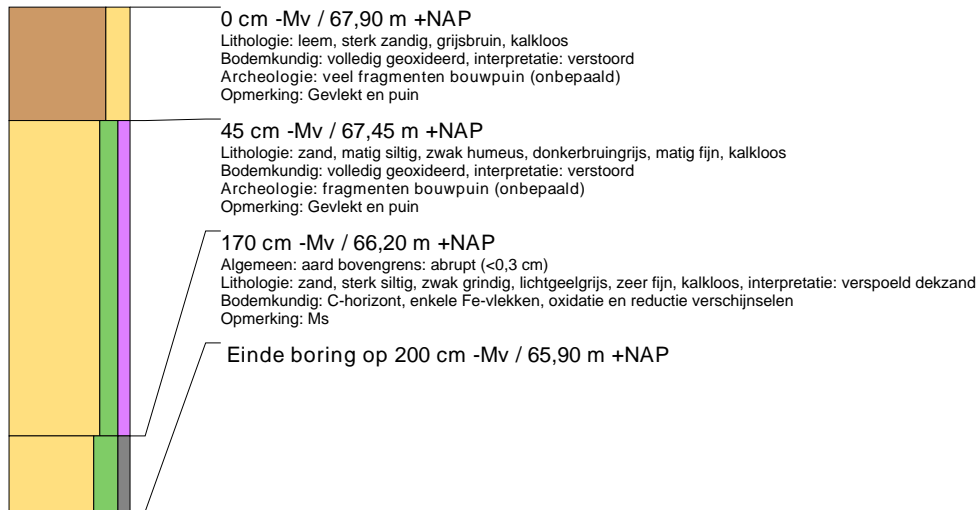 0 cm -Mv / 67,90 m +NAP
Lithologie: leem, sterk zandig, grijsbruin, kalkloos
Bodemkundig: volledig geoxideerd, interpretatie: verstoord
Archeologie: veel fragmenten bouwpuin (onbepaald)
Opmerking: Gevlekt en puin
45 cm -Mv / 67,45 m +NAP
Lithologie: zand, matig siltig, zwak humeus, donkerbruingrijs, matig fijn, kalkloos
Bodemkundig: volledig geoxideerd, interpretatie: verstoord
Archeologie: fragmenten bouwpuin (onbepaald)
Opmerking: Gevlekt en puin
170 cm -Mv / 66,20 m +NAP
Algemeen: aard bovengrens: abrupt (<0,3 cm)
Lithologie: zand, sterk siltig, zwak grindig, lichtgeelgrijs, zeer fijn, kalkloos, interpretatie: verspoeld dekzand
Bodemkundig: C-horizont, enkele Fe-vlekken, oxidatie en reductie verschijnselen
Opmerking: Ms
Einde boring op 200 cm -Mv / 65,90 m +NAP